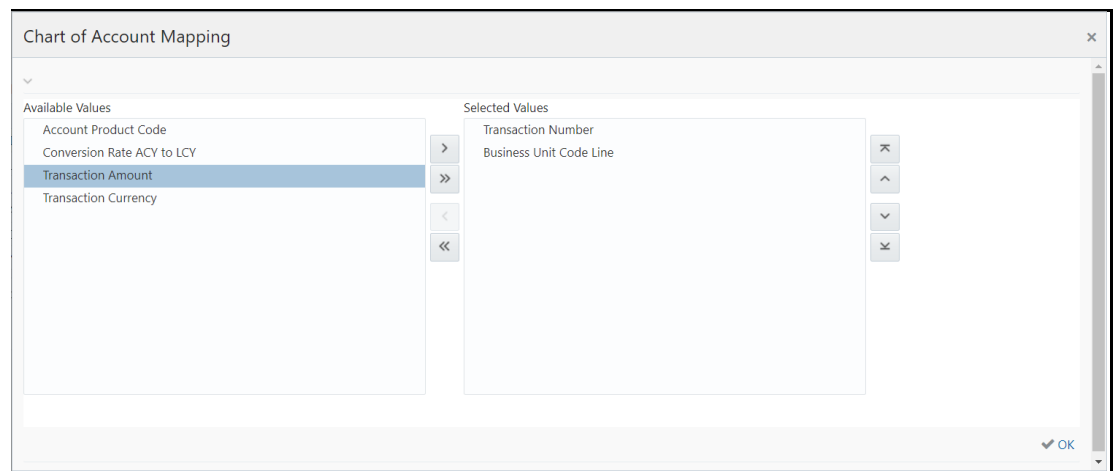 Chart of Account Mapping
Available Values
Selected Values
Account Product Code
Conversion Rate ACY to LCY
Transaction Amount
Transaction Currency
Transaction Number
Business Unit Code Line
OK